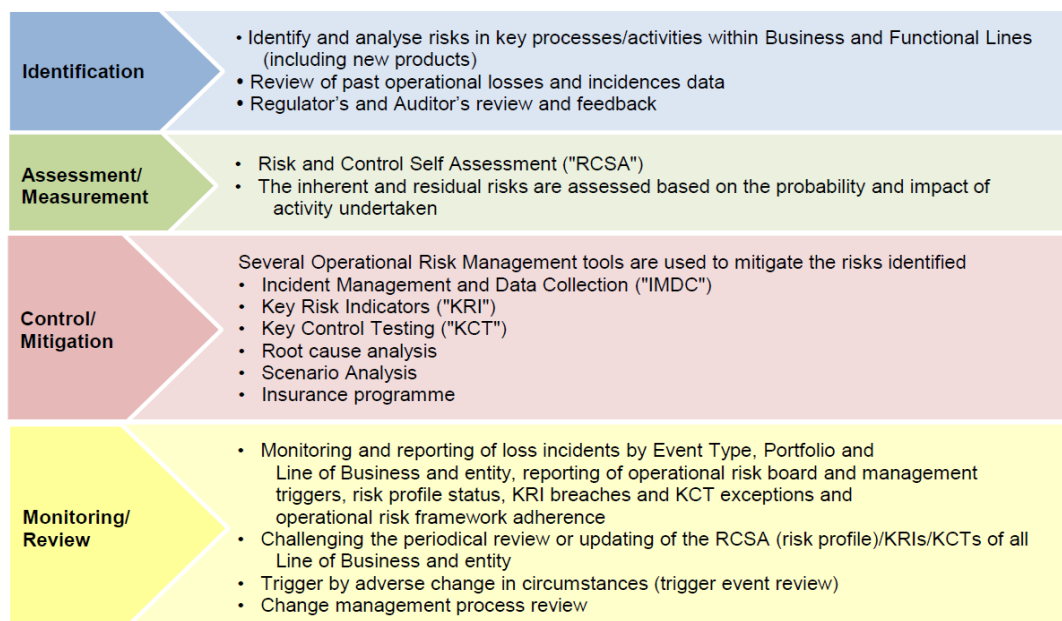 Identification
• Identify and analyse risks in key processes/activities within Business and Functional Lines
(including new products)
• Review of past operational losses and incidences data
• Regulator's and Auditor's review and feedback
Assessment/
Measurement
• Risk and Control Self Assessment ("RCSA")
• The inherent and residual risks are assessed based on the probability and impact of
activity undertaken
Control/
Mitigation
Several Operational Risk Management tools are used to mitigate the risks identified
• Incident Management and Data Collection ("IMDC")
• Key Risk Indicators ("KRI")
• Key Control Testing ("KCT")
• Root cause analysis
• Scenario Analysis
• Insurance programme
Monitoring/
Review
• Monitoring and reporting of loss incidents by Event Type, Portfolio and
Line of Business and entity, reporting of operational risk board and management
triggers, risk profile status, KRI breaches and KCT exceptions and
operational risk framework adherence
• Challenging the periodical review or updating of the RCSA (risk profile)/KRIs/KCTs of all
Line of Business and entity
• Trigger by adverse change in circumstances (trigger event review)
• Change management process review